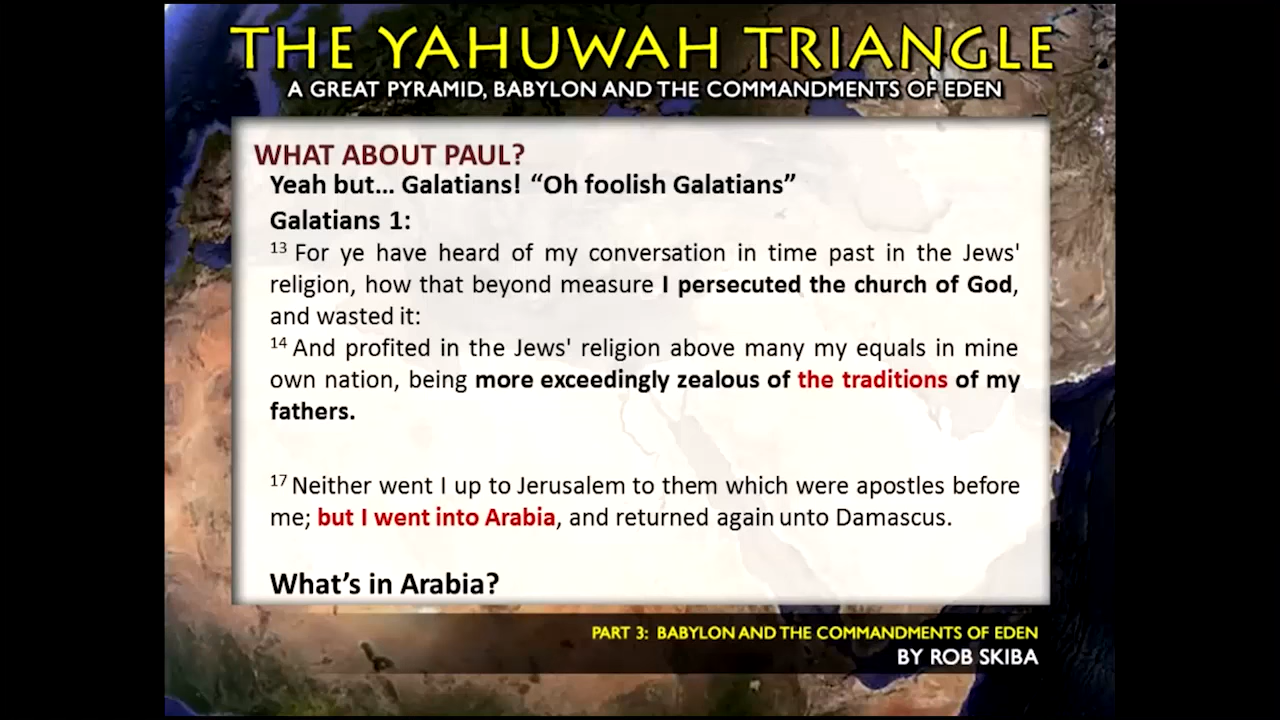 THE YAHUWAH TRIANGLE
A GREAT PYRAMID, BABYLON AND THE COMMANDMENTS OF EDEN
WHAT ABOUT PAUL?
Yeah but... Galatians! “Oh foolish Galatians”
Galatians 1:
13 For ye have heard of my conversation in time past in the Jews'
religion, how that beyond measure I persecuted the church of God,
and wasted it:
14 And profited in the Jews' religion above many my equals in mine
own nation, being more exceedingly zealous of the traditions of my
fathers.
17 Neither went I up to Jerusalem to them which were apostles before
me; but I went into Arabia, and returned again unto Damascus.
What’s in Arabia?
PART 3: BABYLON AND THE COMMANDMENTS OF EDEN
BY ROB SKIBA